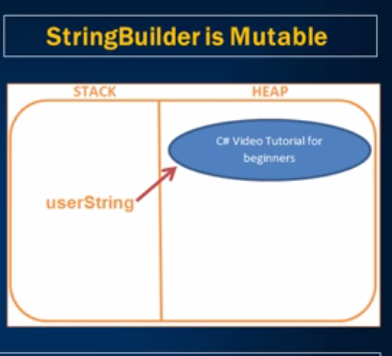 StringBuilder is Mutable
STACK
HEAP
C# Video Tutorial for
beginners
userString